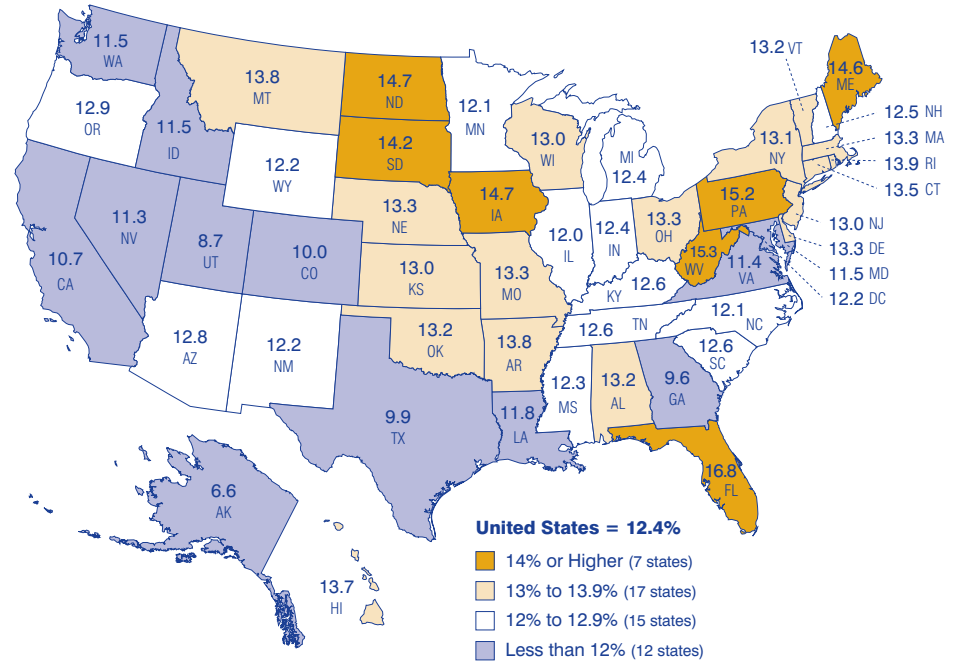 13.2 VT
11.5
WA
14.6
ME
13.8
MT
14.7
ND
12.1
MN
12.9
OR
11.5
ID
12.5 NH
13.1
NY
13.3 MA
13.0
WI
14.2
SD
MI
12.4
13.9 RI
12.2
WY
13.5 CT
14.7
IA
15.2
PA
13.3
NE
11.3
NV
13.3
OH
13.0 NJ
12.0
IL
12.4
IN
8.7
UT
10.0
CO
13.3 DE
10.7
CA
15.3
WV
11.4
VA
11.5 MD
13.0
KS
13.3
MO
KY 12.6
12.2 DC
12.1
NC
12.6 TN
12.8
AZ
12.2
NM
13.2
OK
13.8
AR
12.6
SC
12.3
MS
13.2
AL
9.6
GA
9.9
TX
11.8
LA
16.8
FL
6.6
AK
13.7
HI
United States = 12.4%
14% or Higher (7 states)
13% to 13.9% (17 states)
12% to 12.9% (15 states)
Less than 12% (12 states)